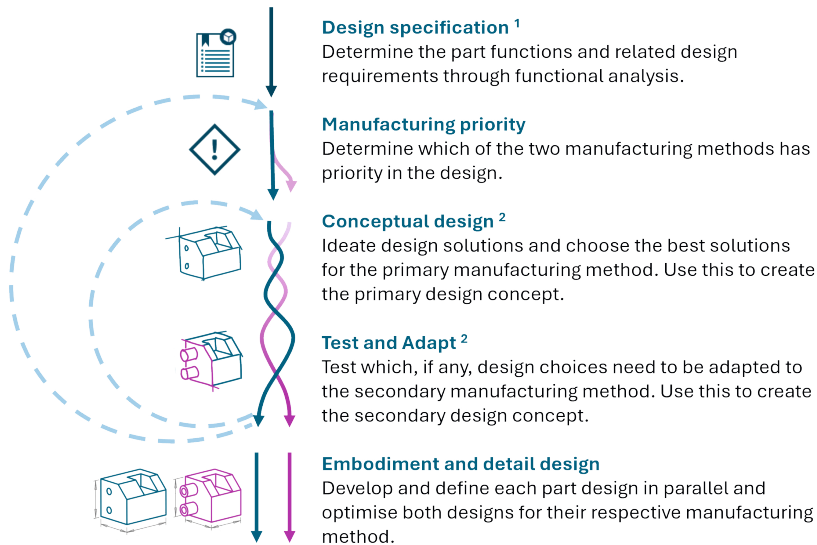 Design specification ¹
Determine the part functions and related design
requirements through functional analysis.
Manufacturing priority
Determine which of the two manufacturing methods has
priority in the design.
Conceptual design ²
Ideate design solutions and choose the best solutions
for the primary manufacturing method. Use this to create
the primary design concept.
Test and Adapt ²
Test which, if any, design choices need to be adapted to
the secondary manufacturing method. Use this to create
the secondary design concept.
Embodiment and detail design
Develop and define each part design in parallel and
optimise both designs for their respective manufacturing
method.